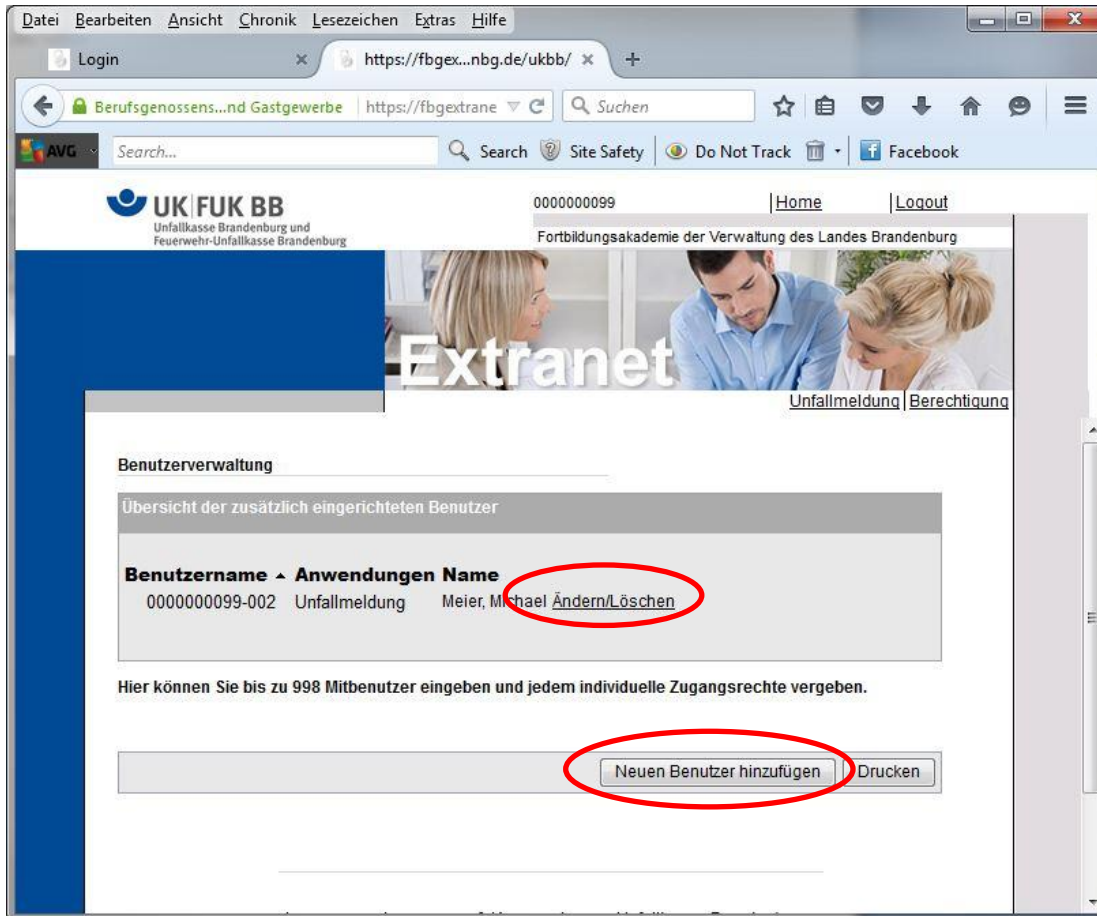 Datei Bearbeiten Ansicht Chronik Lesezeichen Extras Hilfe
Login × https://fbgex...nbg.de/ukbb/ × +
Berufsgenossens...nd Gastgewerbe https://fbgextrane Suchen
AVG Search... Search Site Safety Do Not Track Facebook
UK|FUK BB
Unfallkasse Brandenburg und
Feuerwehr-Unfallkasse Brandenburg
0000000099 |Home |Logout
Fortbildungsakademie der Verwaltung des Landes Brandenburg
Extranet
Unfallmeldung|Berechtigung
Benutzerverwaltung
Übersicht der zusätzlich eingerichteten Benutzer
Benutzername Anwendungen Name
0000000099-002 Unfallmeldung Meier, Michael Ändern/Löschen
Hier können Sie bis zu 998 Mitbenutzer eingeben und jedem individuelle Zugangsrechte vergeben.
Neuen Benutzer hinzufügen Drucken